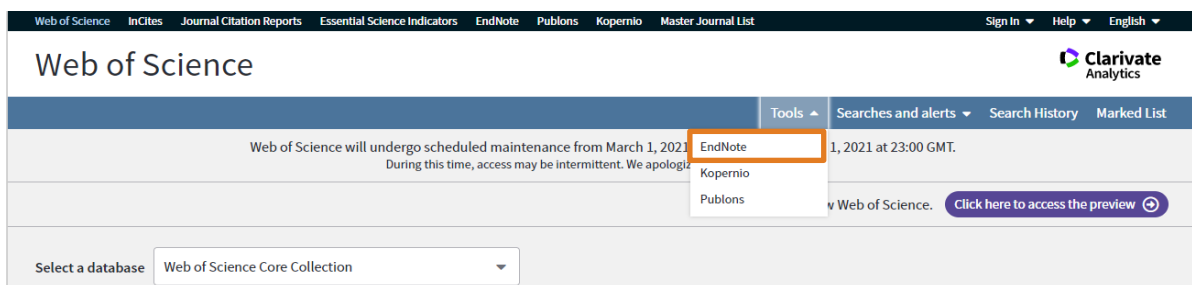 Web of Science InCites Journal Citation Reports Essential Science Indicators EndNote Publons Kopernio Master Journal List Sign In Help English
Web of Science
Clarivate
Analytics
Tools Searches and alerts Search History Marked List
Web of Science will undergo scheduled maintenance from March 1, 2021 EndNote 1, 2021 at 23:00 GMT.
During this time, access may be intermittent. We apologiz
Kopernio
Publons
Web of Science. Click here to access the preview
Select a database Web of Science Core Collection